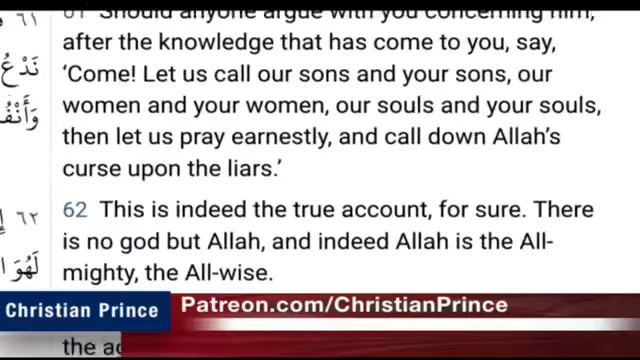 61 Should anyone argue with you concerning him,
after the knowledge that has come to you, say,
‘Come! Let us call our sons and your sons, our
women and your women, our souls and your souls,
then let us pray earnestly, and call down Allah’s
curse upon the liars.’
62 This is indeed the true account, for sure. There
is no god but Allah, and indeed Allah is the All-
mighty, the All-wise.
٦١
نَدْعُ
٦٢
لَهُوَ
Christian Prince
Patreon.com/ChristianPrince
the